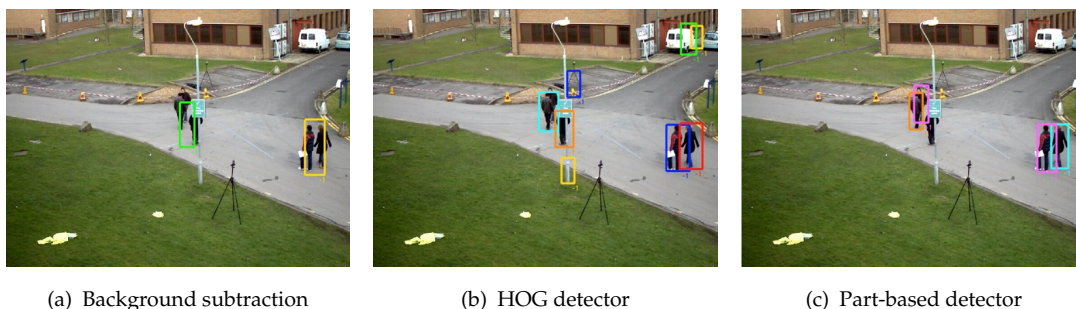 (a) Background subtraction
(b) HOG detector
(c) Part-based detector